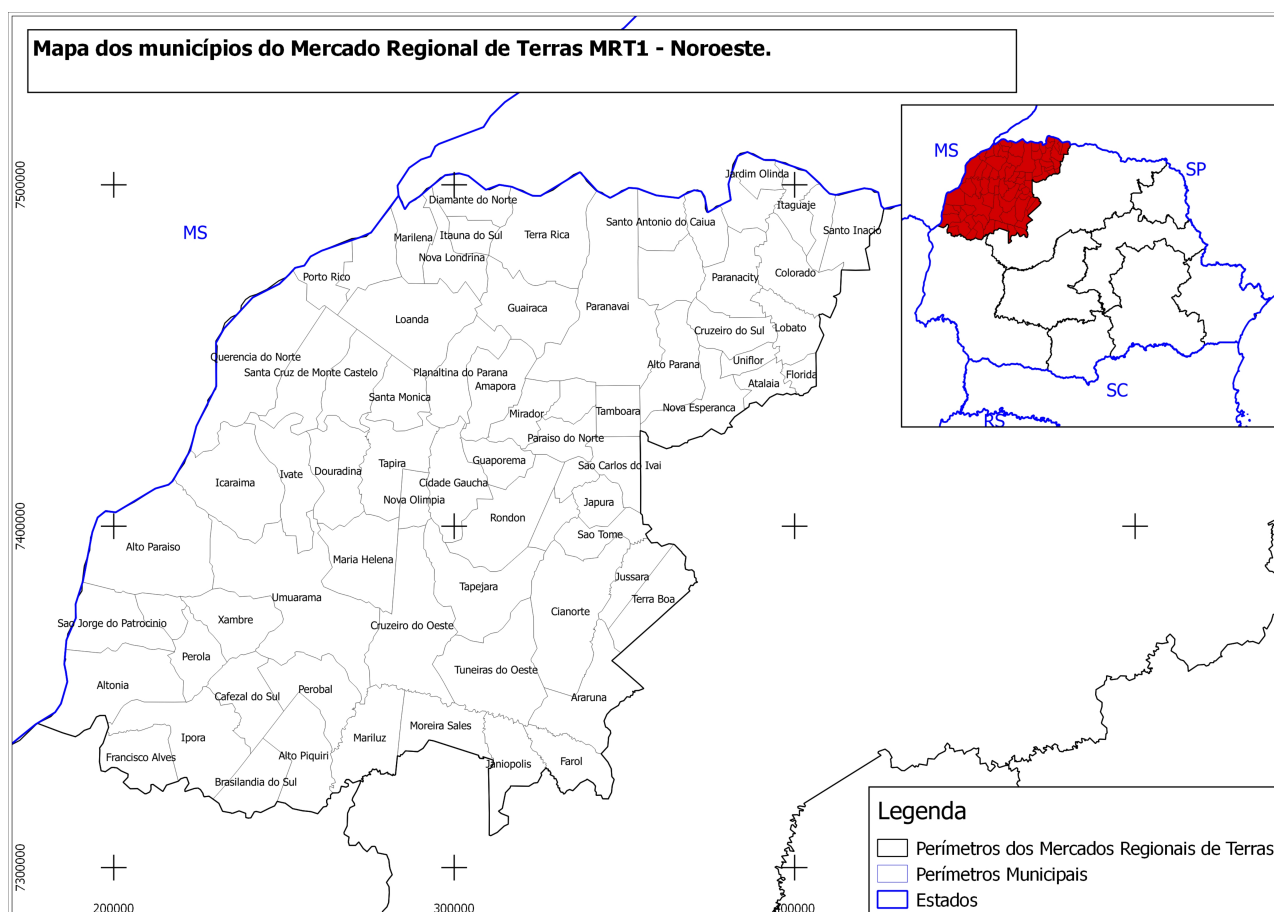 Mapa dos municípios do Mercado Regional de Terras MRT1 - Noroeste.
MS
SP
SC
RS
7500000
7400000
7300000
200000
300000
400000
MS
Jardim Olinda
Diamante do Norte
Itaguaje
Santo Antonio do Caiua
Santo Inacio
Marilena
Itauna do Sul
Terra Rica
Nova Londrina
Porto Rico
Paranacity
Colorado
Guairaca
Paranavai
Loanda
Cruzeiro do Sul
Lobato
Querencia do Norte
Santa Cruz de Monte Castelo
Planaltina do Parana
Alto Parana
Uniflor
Florida
Amapora
Atalaia
Santa Monica
Mirador
Tamboara
Nova Esperanca
Paraiso do Norte
Guaporema
Sao Carlos do Ivai
Icaraima
Ivate
Douradina
Tapira
Cidade Gaucha
Nova Olimpia
Japura
Rondon
Sao Tome
Alto Paraiso
Maria Helena
Tapejara
Jussara
Terra Boa
Umuarama
Cianorte
Sao Jorge do Patrocinio
Xambre
Cruzeiro do Oeste
Perola
Tuneiras do Oeste
Altonia
Cafezal do Sul
Perobal
Araruna
Moreira Sales
Ipora
Mariluz
Francisco Alves
Alto Piquiri
Janiopolis
Farol
Brasilandia do Sul
Legenda
Perímetros dos Mercados Regionais de Terras
Perímetros Municipais
Estados